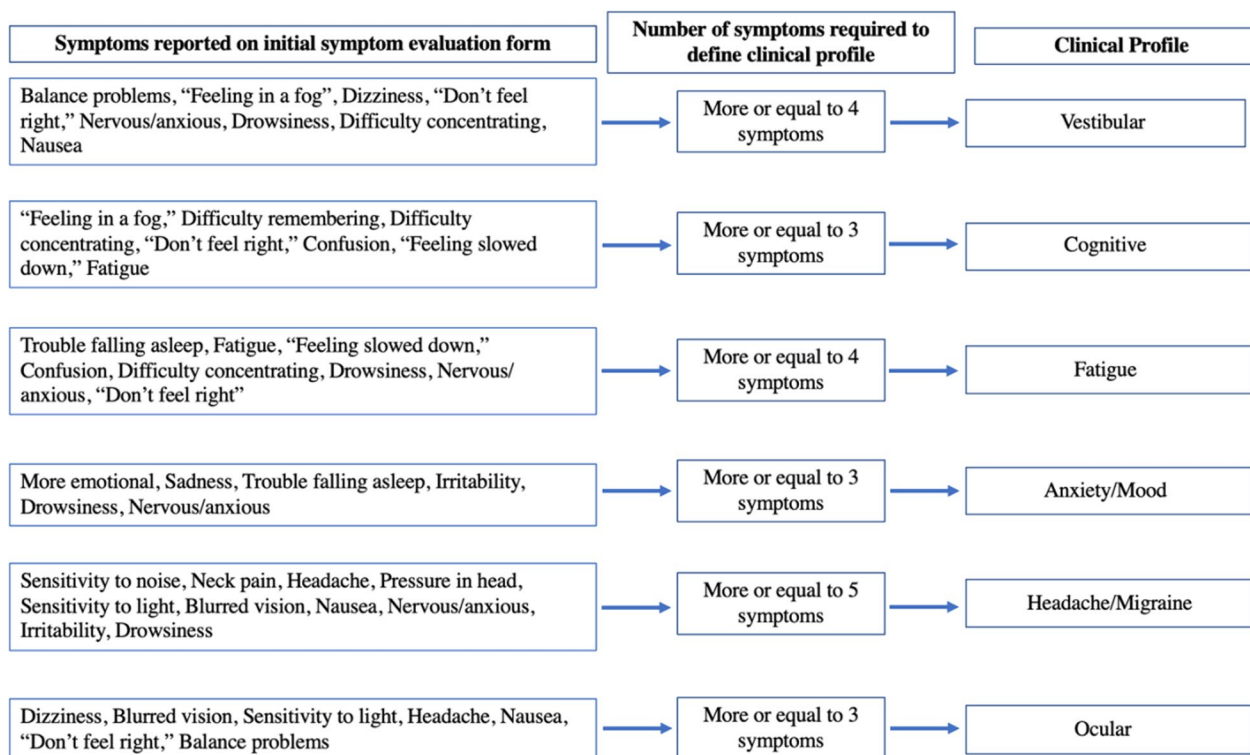 Symptoms reported on initial symptom evaluation form
Number of symptoms required to
define clinical profile
Clinical Profile
Balance problems, “Feeling in a fog”, Dizziness, “Don’t feel
right,” Nervous/anxious, Drowsiness, Difficulty concentrating,
Nausea
More or equal to 4
symptoms
Vestibular
“Feeling in a fog,” Difficulty remembering, Difficulty
concentrating, “Don’t feel right,” Confusion, “Feeling slowed
down,” Fatigue
More or equal to 3
symptoms
Cognitive
Trouble falling asleep, Fatigue, “Feeling slowed down,”
Confusion, Difficulty concentrating, Drowsiness, Nervous/
anxious, “Don’t feel right”
More or equal to 4
symptoms
Fatigue
More emotional, Sadness, Trouble falling asleep, Irritability,
Drowsiness, Nervous/anxious
More or equal to 3
symptoms
Anxiety/Mood
Sensitivity to noise, Neck pain, Headache, Pressure in head,
Sensitivity to light, Blurred vision, Nausea, Nervous/anxious,
Irritability, Drowsiness
More or equal to 5
symptoms
Headache/Migraine
Dizziness, Blurred vision, Sensitivity to light, Headache, Nausea,
“Don’t feel right,” Balance problems
More or equal to 3
symptoms
Ocular